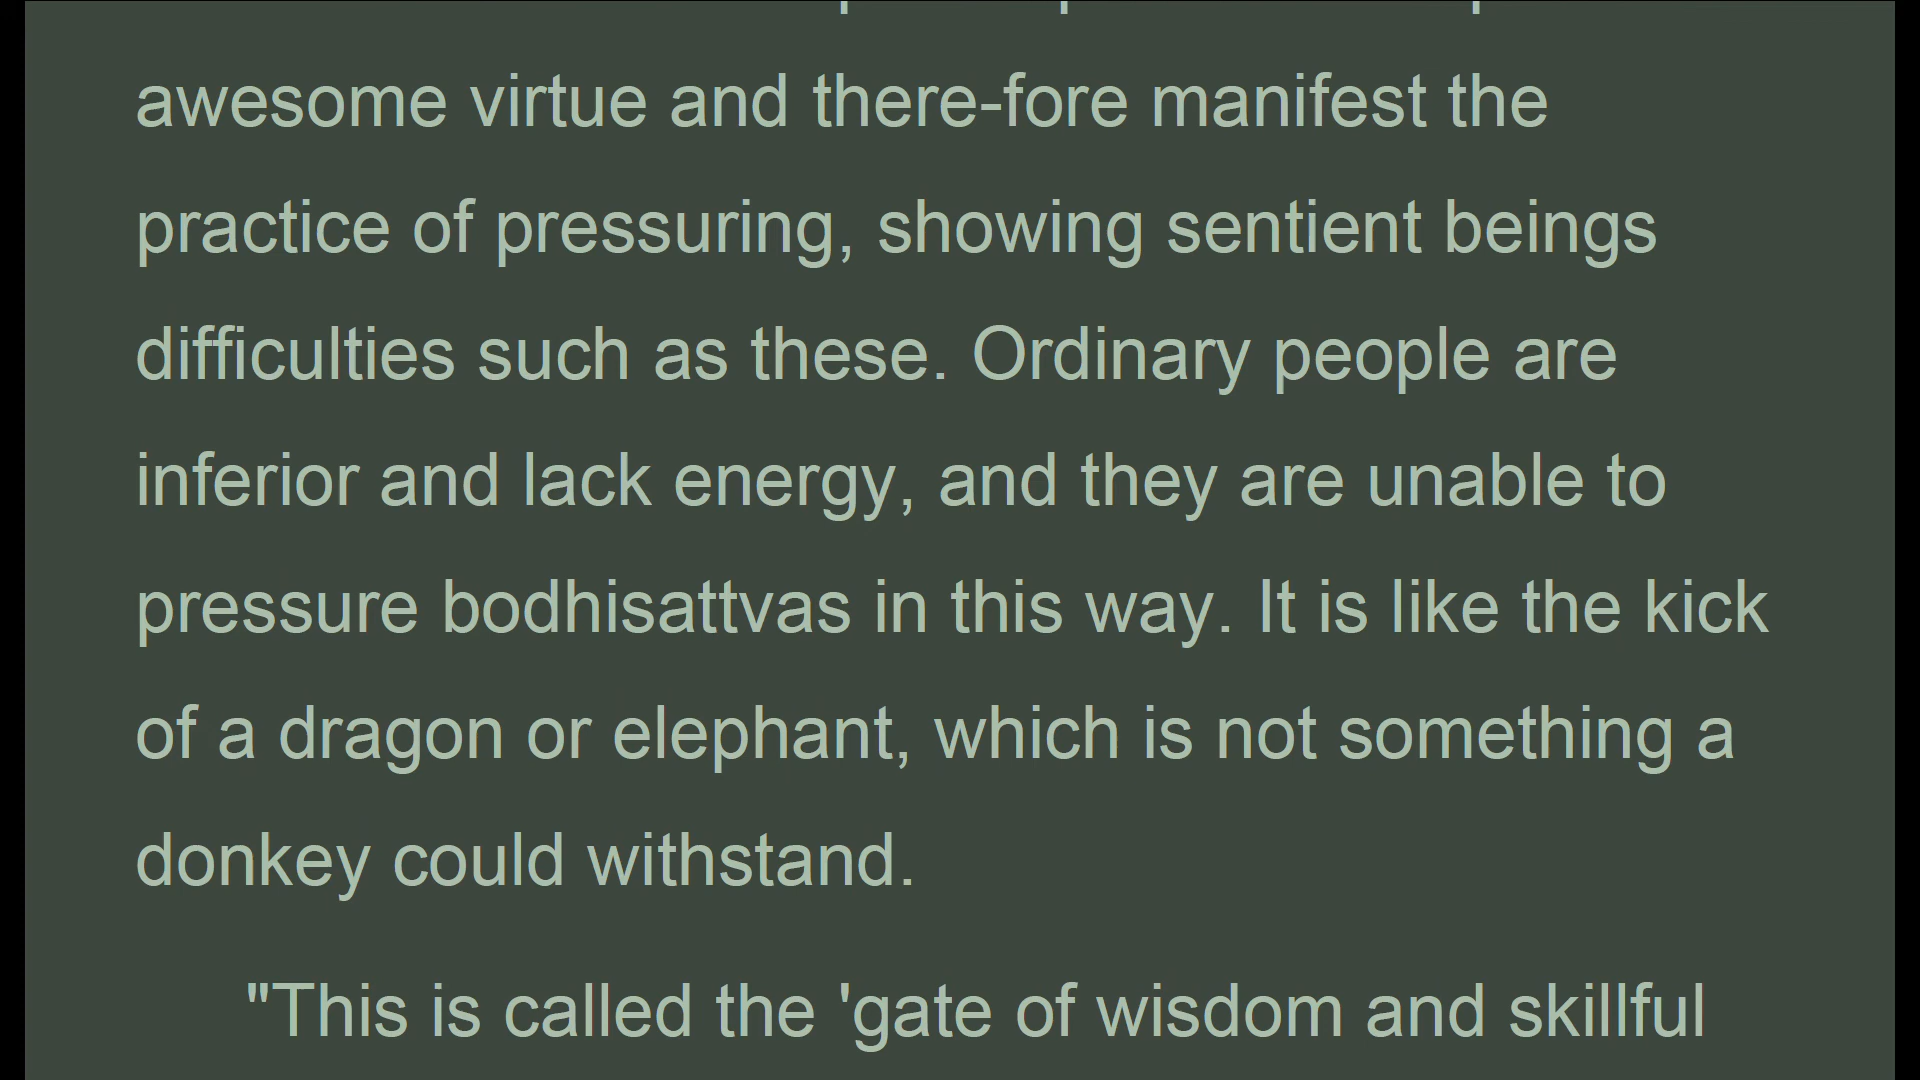 awesome virtue and there-fore manifest the
practice of pressuring, showing sentient beings
difficulties such as these. Ordinary people are
inferior and lack energy, and they are unable to
pressure bodhisattvas in this way. It is like the kick
of a dragon or elephant, which is not something a
donkey could withstand.
"This is called the 'gate of wisdom and skillful